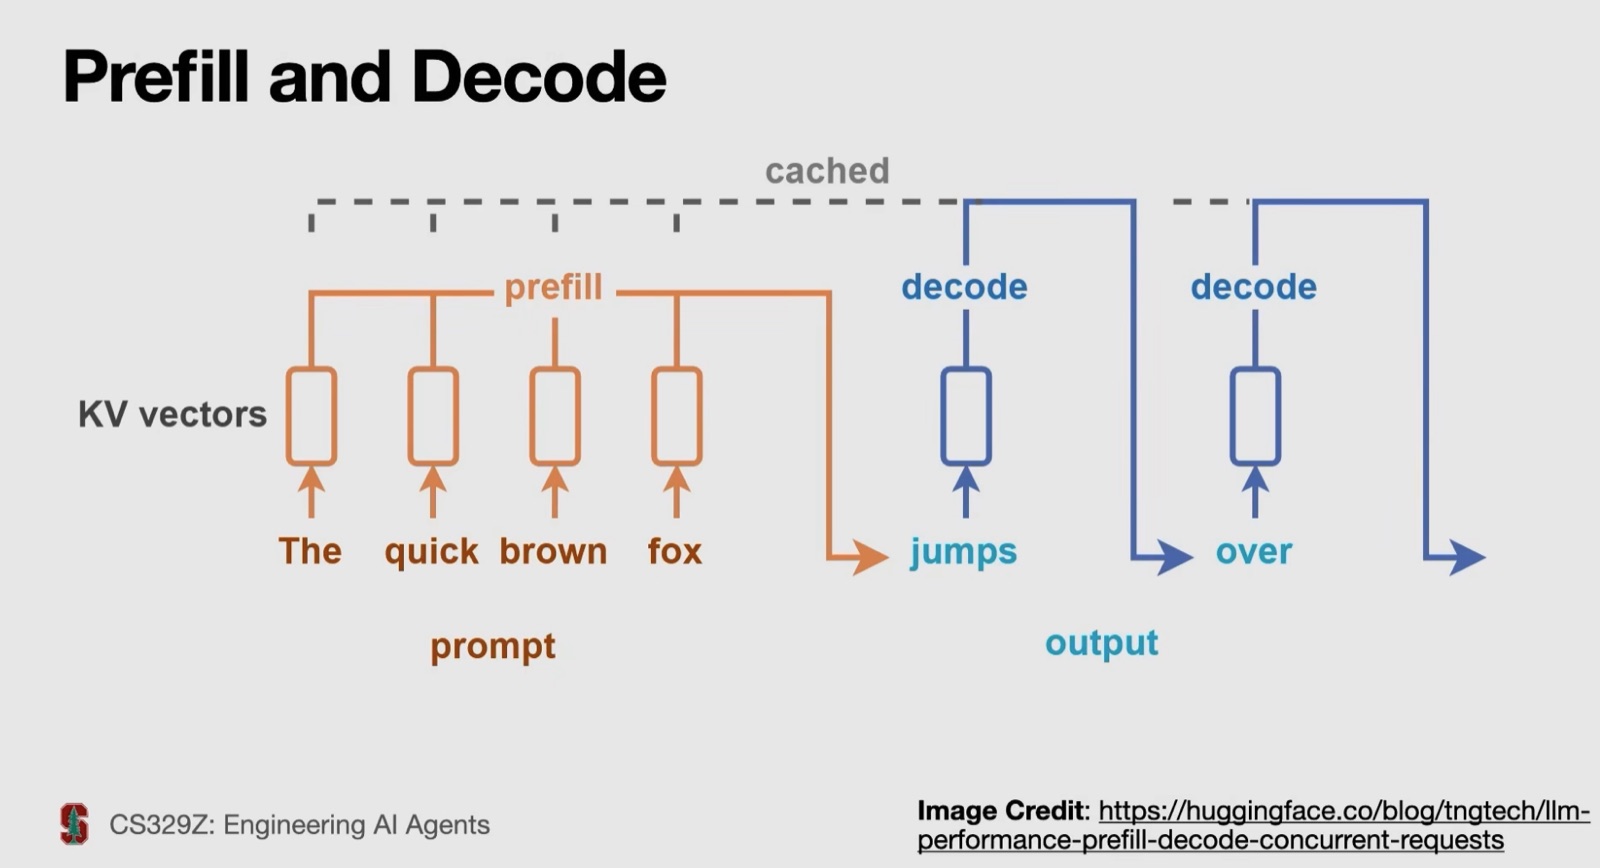 Prefill and Decode
cached
prefill
decode
decode
KV vectors
The quick brown fox jumps over
prompt
output
CS329Z: Engineering AI Agents
Image Credit: https://huggingface.co/blog/tngtech/llm-
performance-prefill-decode-concurrent-requests